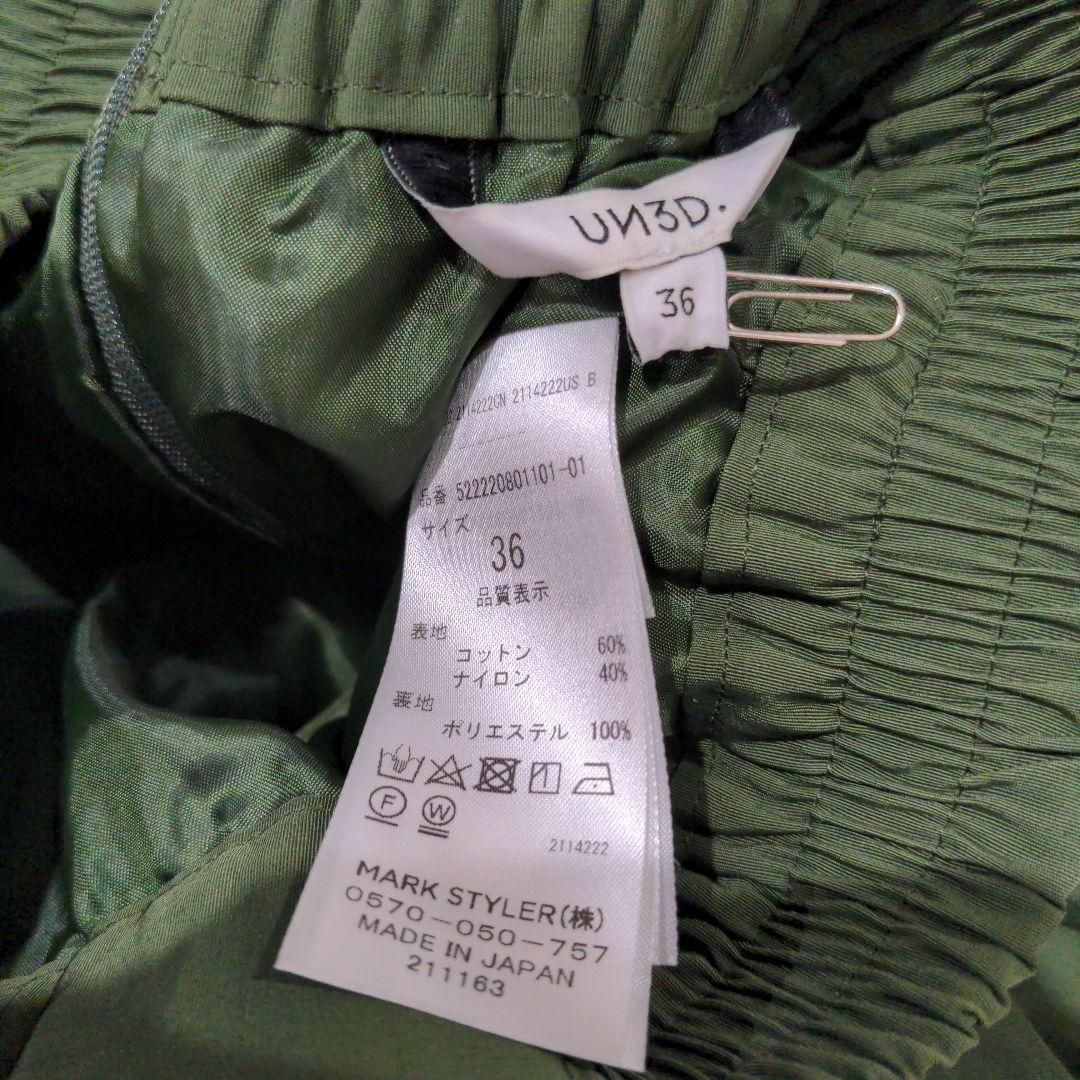 UN3D.
36
2114222CN 2114222US B
品番 522220801101-01
サイズ
36
品質表示
表地
コットン 60%
ナイロン 40%
裏地
ポリエステル 100%
F W
2114222
MARK STYLER(株)
0570-050-757
MADE IN JAPAN
211163